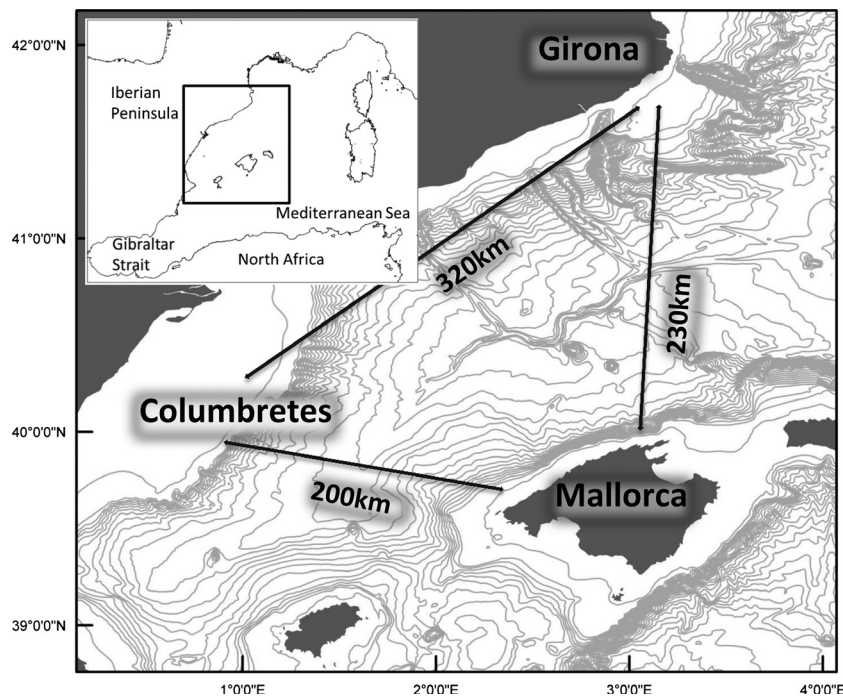 42°0'0"N
41°0'0"N
40°0'0"N
39°0'0"N
Iberian
Peninsula
Mediterranean Sea
Gibraltar
Strait
North Africa
Girona
320km
230km
Columbretes
200km
Mallorca
1°0'0"E
2°0'0"E
3°0'0"E
4°0'0"E